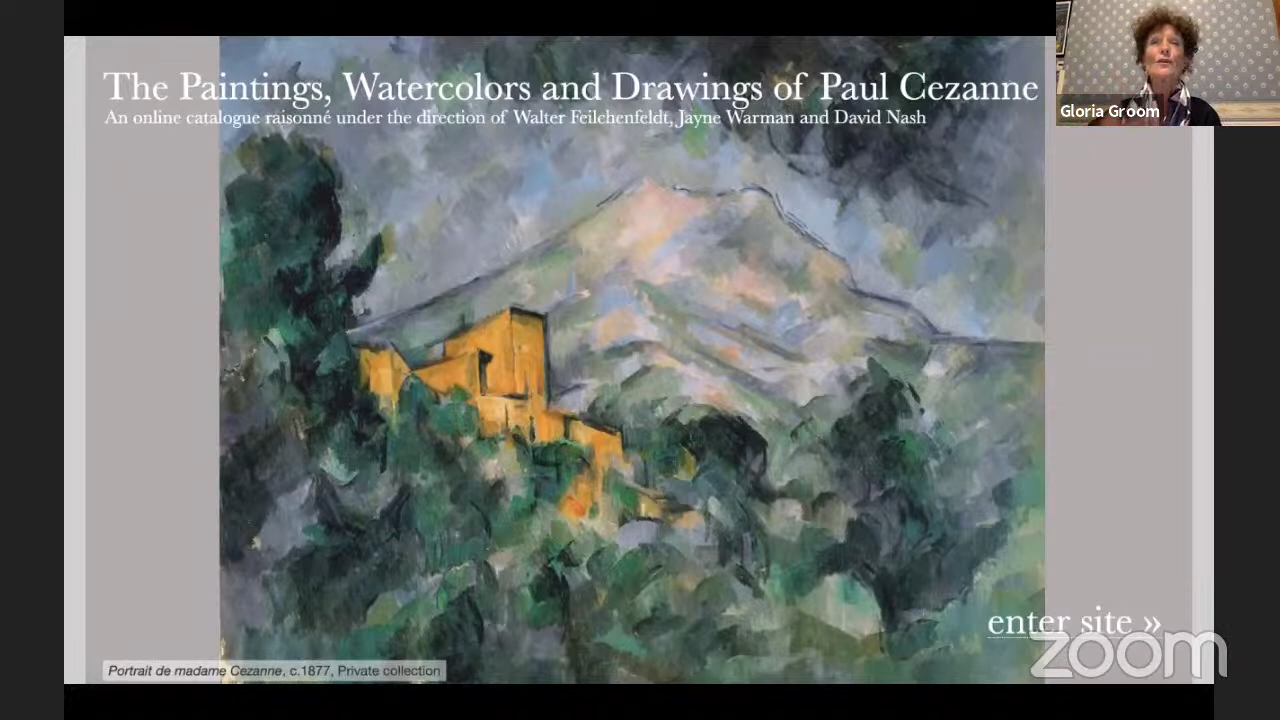 The Paintings, Watercolors and Drawings of Paul Cezanne
An online catalogue raisonné under the direction of Walter Feilchenfeldt, Jayne Warman and David Nash
Gloria Groom
enter site »
zoom
Portrait de madame Cezanne, c.1877, Private collection